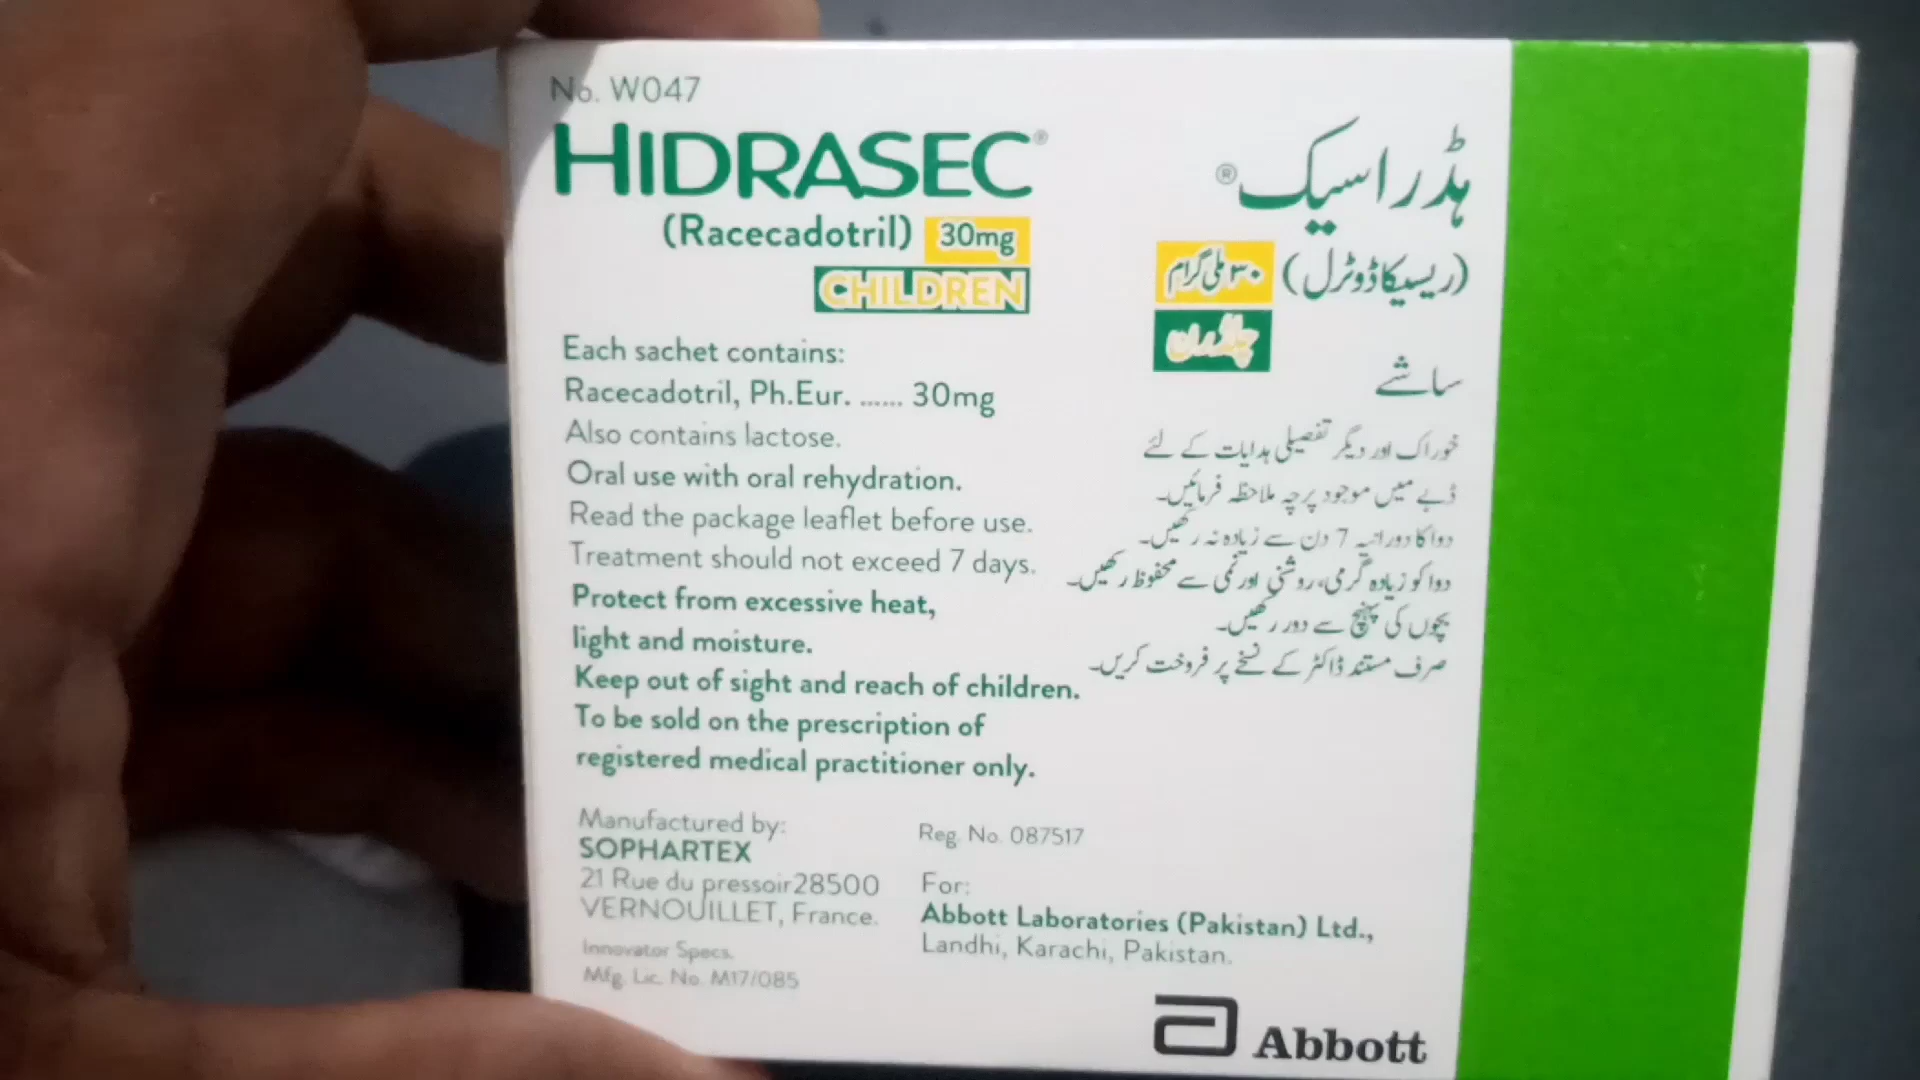 No. W047
HIDRASEC®
(Racecadotril) 30mg
CHILDREN
Each sachet contains:
Racecadotril, Ph.Eur. ...... 30mg
Also contains lactose.
Oral use with oral rehydration.
Read the package leaflet before use.
Treatment should not exceed 7 days.
Protect from excessive heat,
light and moisture.
Keep out of sight and reach of children.
To be sold on the prescription of
registered medical practitioner only.
ہڈراسیک®
(ریسیکاڈوٹرل) ۳۰ ملی گرام
چلڈرن
ساشے
خوراک اور دیگر تفصیلی ہدایات کے لئے
ڈبے میں موجود پرچہ ملاحظہ فرمائیں۔
دوا کا دورانیہ 7 دن سے زیادہ نہ رکھیں۔
دوا کو زیادہ گرمی، روشنی اور نمی سے محفوظ رکھیں۔
بچوں کی پہنچ سے دور رکھیں۔
صرف مستند ڈاکٹر کے نسخے پر فروخت کریں۔
Manufactured by:
SOPHARTEX
21 Rue du pressoir28500
VERNOUILLET, France.
Innovator Specs.
Mfg. Lic. No. M17/085
Reg. No. 087517
For:
Abbott Laboratories (Pakistan) Ltd.,
Landhi, Karachi, Pakistan.
Abbott